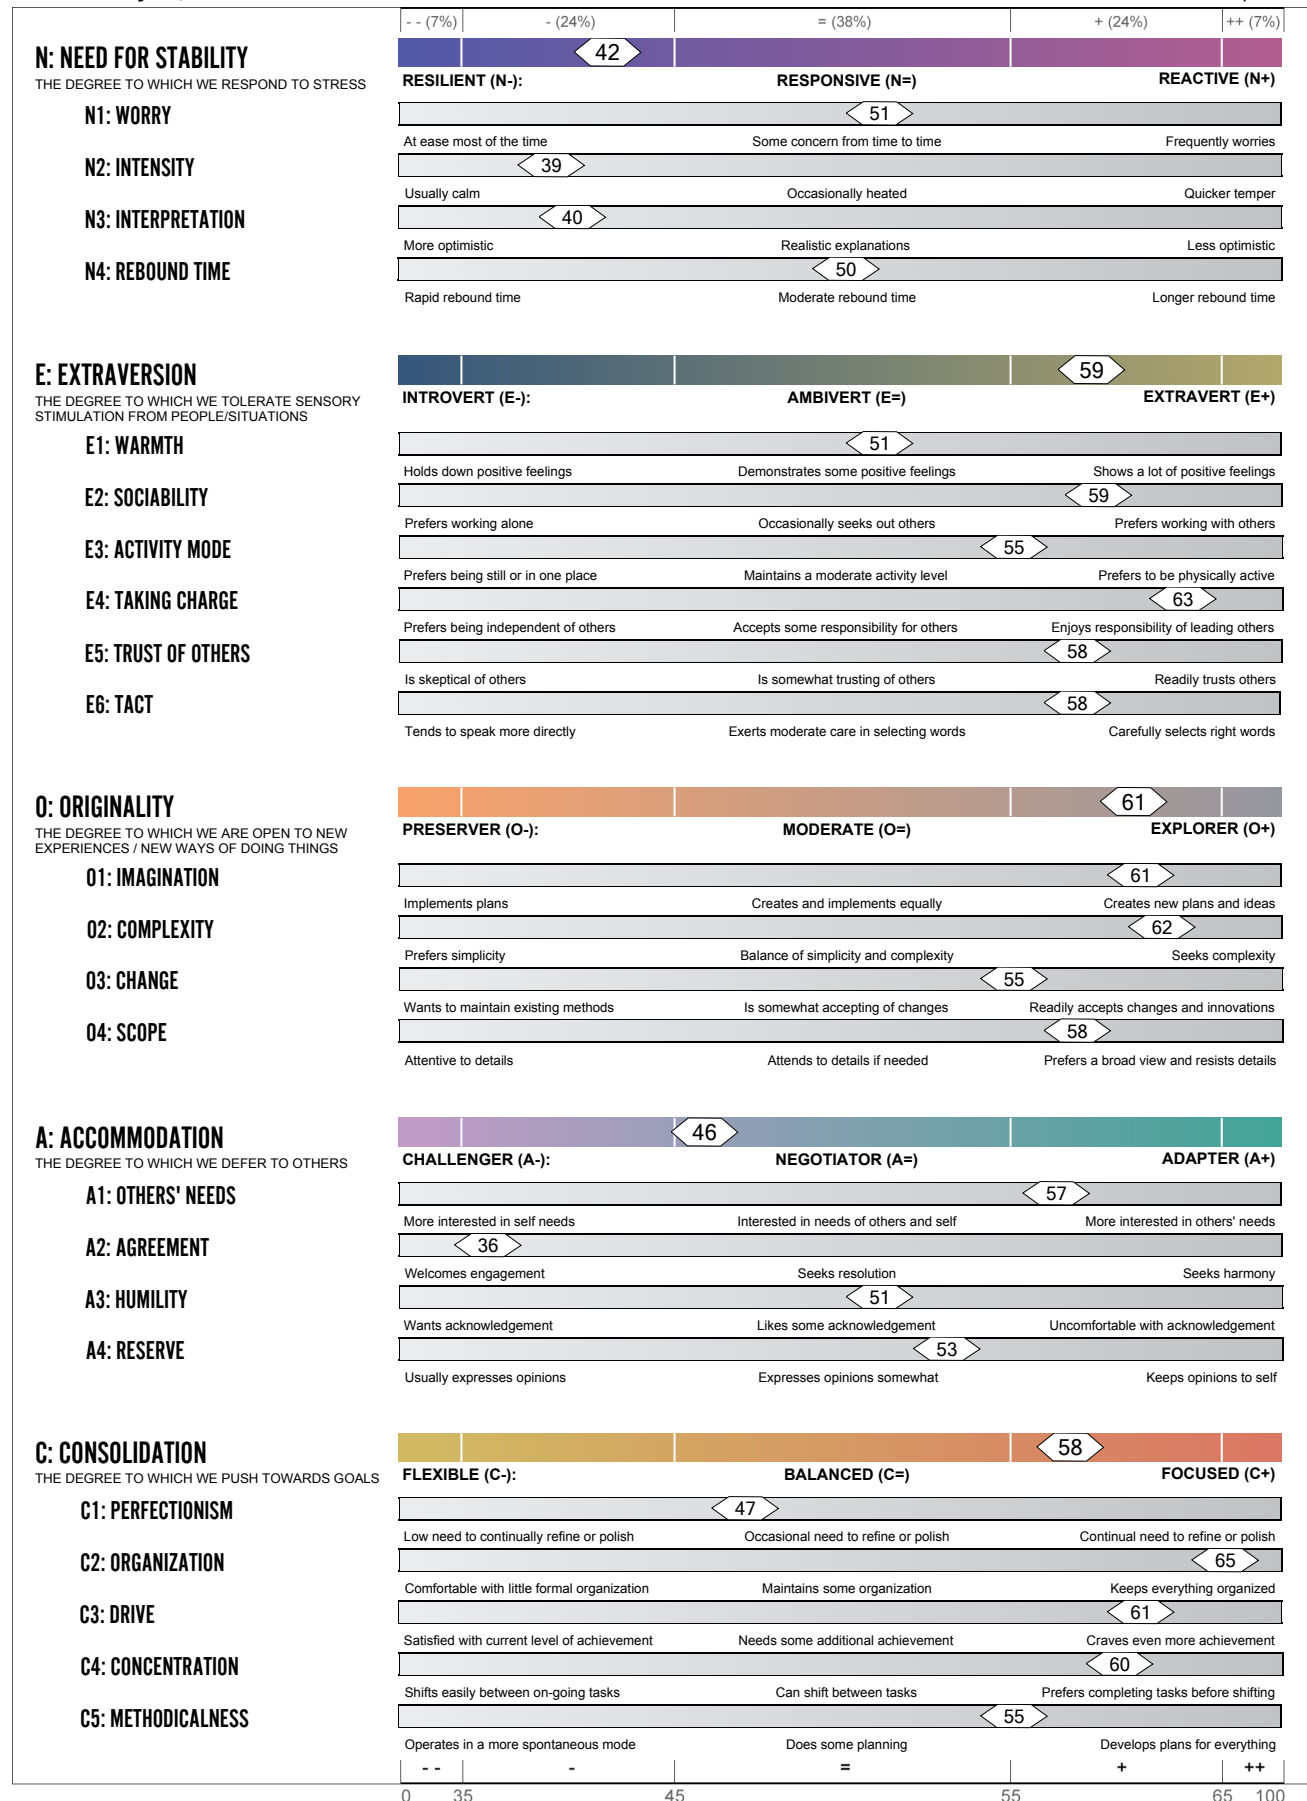 - - (7%) - (24%) = (38%) + (24%) ++ (7%)
N: NEED FOR STABILITY
42
THE DEGREE TO WHICH WE RESPOND TO STRESS
RESILIENT (N-): RESPONSIVE (N=) REACTIVE (N+)
N1: WORRY
51
At ease most of the time Some concern from time to time Frequently worries
N2: INTENSITY
39
Usually calm Occasionally heated Quicker temper
N3: INTERPRETATION
40
More optimistic Realistic explanations Less optimistic
N4: REBOUND TIME
50
Rapid rebound time Moderate rebound time Longer rebound time
E: EXTRAVERSION
59
THE DEGREE TO WHICH WE TOLERATE SENSORY
STIMULATION FROM PEOPLE/SITUATIONS
INTROVERT (E-): AMBIVERT (E=) EXTRAVERT (E+)
E1: WARMTH
51
Holds down positive feelings Demonstrates some positive feelings Shows a lot of positive feelings
E2: SOCIABILITY
59
Prefers working alone Occasionally seeks out others Prefers working with others
E3: ACTIVITY MODE
55
Prefers being still or in one place Maintains a moderate activity level Prefers to be physically active
E4: TAKING CHARGE
63
Prefers being independent of others Accepts some responsibility for others Enjoys responsibility of leading others
E5: TRUST OF OTHERS
58
Is skeptical of others Is somewhat trusting of others Readily trusts others
E6: TACT
58
Tends to speak more directly Exerts moderate care in selecting words Carefully selects right words
O: ORIGINALITY
61
THE DEGREE TO WHICH WE ARE OPEN TO NEW
EXPERIENCES / NEW WAYS OF DOING THINGS
PRESERVER (O-): MODERATE (O=) EXPLORER (O+)
O1: IMAGINATION
61
Implements plans Creates and implements equally Creates new plans and ideas
O2: COMPLEXITY
62
Prefers simplicity Balance of simplicity and complexity Seeks complexity
O3: CHANGE
55
Wants to maintain existing methods Is somewhat accepting of changes Readily accepts changes and innovations
O4: SCOPE
58
Attentive to details Attends to details if needed Prefers a broad view and resists details
A: ACCOMMODATION
46
THE DEGREE TO WHICH WE DEFER TO OTHERS
CHALLENGER (A-): NEGOTIATOR (A=) ADAPTER (A+)
A1: OTHERS' NEEDS
57
More interested in self needs Interested in needs of others and self More interested in others' needs
A2: AGREEMENT
36
Welcomes engagement Seeks resolution Seeks harmony
A3: HUMILITY
51
Wants acknowledgement Likes some acknowledgement Uncomfortable with acknowledgement
A4: RESERVE
53
Usually expresses opinions Expresses opinions somewhat Keeps opinions to self
C: CONSOLIDATION
58
THE DEGREE TO WHICH WE PUSH TOWARDS GOALS
FLEXIBLE (C-): BALANCED (C=) FOCUSED (C+)
C1: PERFECTIONISM
47
Low need to continually refine or polish Occasional need to refine or polish Continual need to refine or polish
C2: ORGANIZATION
65
Comfortable with little formal organization Maintains some organization Keeps everything organized
C3: DRIVE
61
Satisfied with current level of achievement Needs some additional achievement Craves even more achievement
C4: CONCENTRATION
60
Shifts easily between on-going tasks Can shift between tasks Prefers completing tasks before shifting
C5: METHODICALNESS
55
Operates in a more spontaneous mode Does some planning Develops plans for everything
- - - = + ++
0 35 45 55 65 100